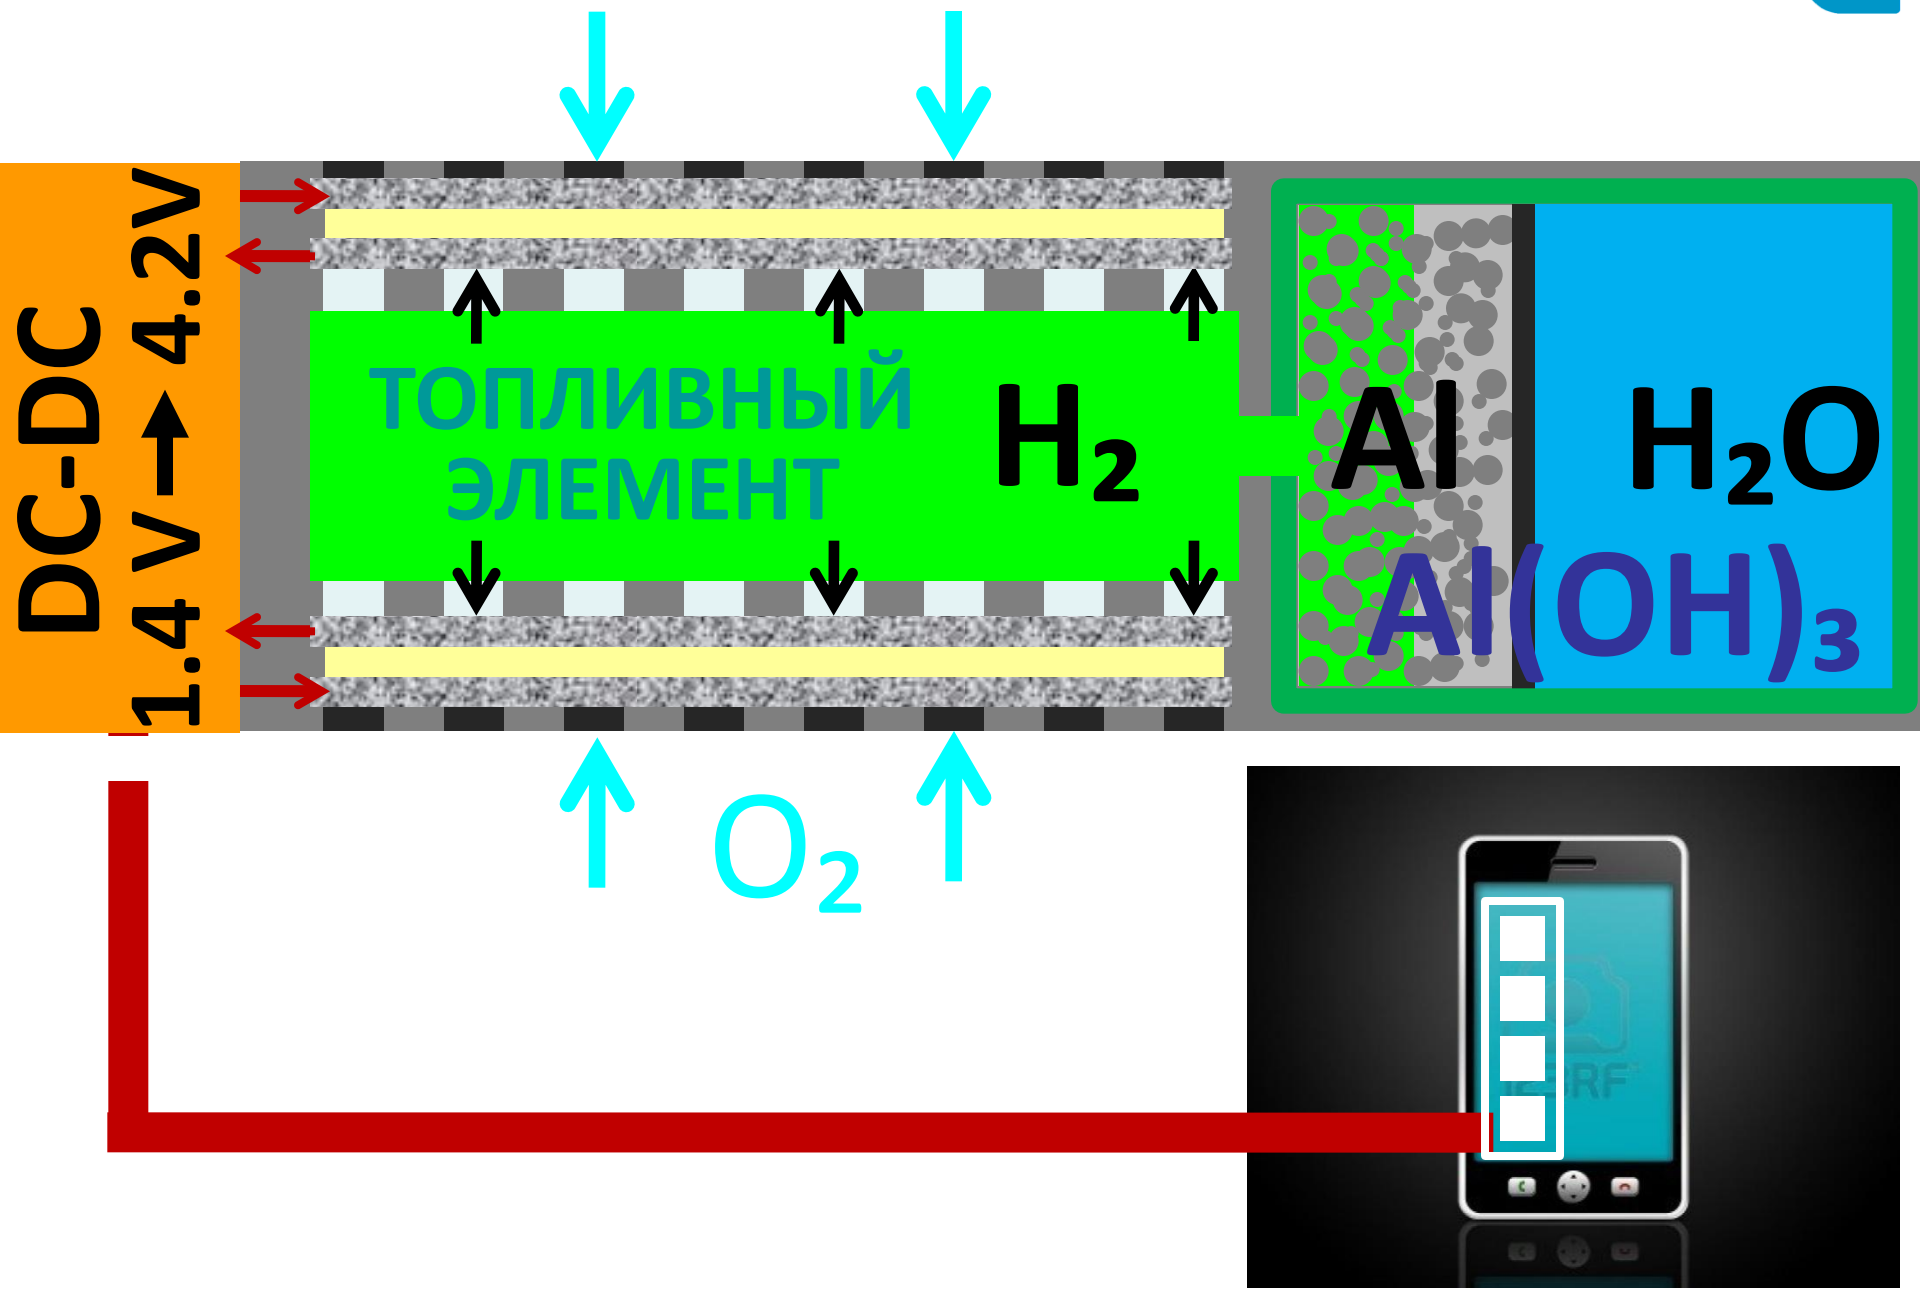 DC-DC
1.4 V → 4.2V
ТОПЛИВНЫЙ
ЭЛЕМЕНТ
H₂
Al
H₂O
Al(OH)₃
O₂